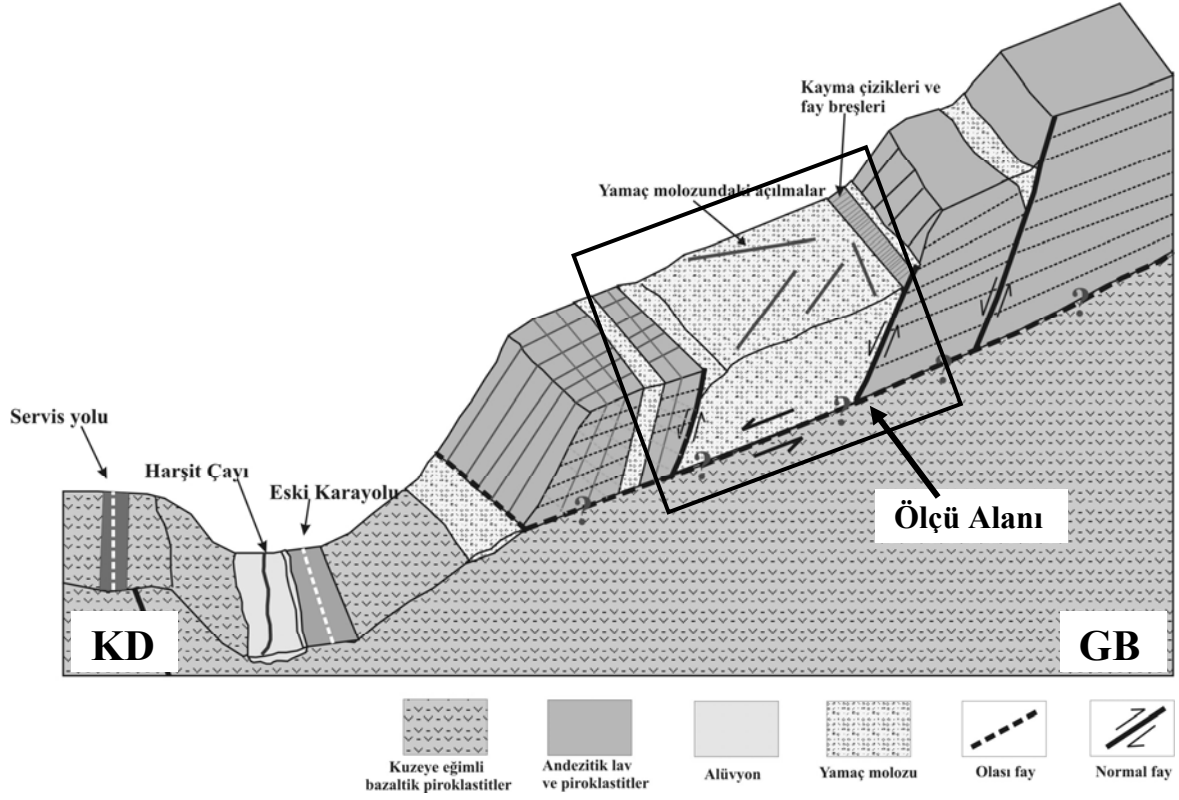 Kayma çizikleri ve
fay breşleri
Yamaç molozundaki açılmalar
Servis yolu
Harşit Çayı
Eski Karayolu
?
?
?
?
?
Ölçü Alanı
KD
GB
Kuzeye eğimli
bazaltik piroklastitler
Andezitik lav
ve piroklastitler
Alüvyon
Yamaç molozu
Olası fay
Normal fay